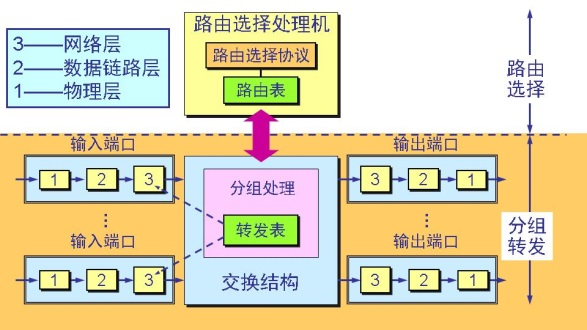 3——网络层
2——数据链路层
1——物理层
路由选择处理机
路由选择协议
路由表
路由
选择
输入端口
1 2 3
输入端口
1 2 3
分组处理
转发表
交换结构
输出端口
3 2 1
输出端口
3 2 1
分组
转发